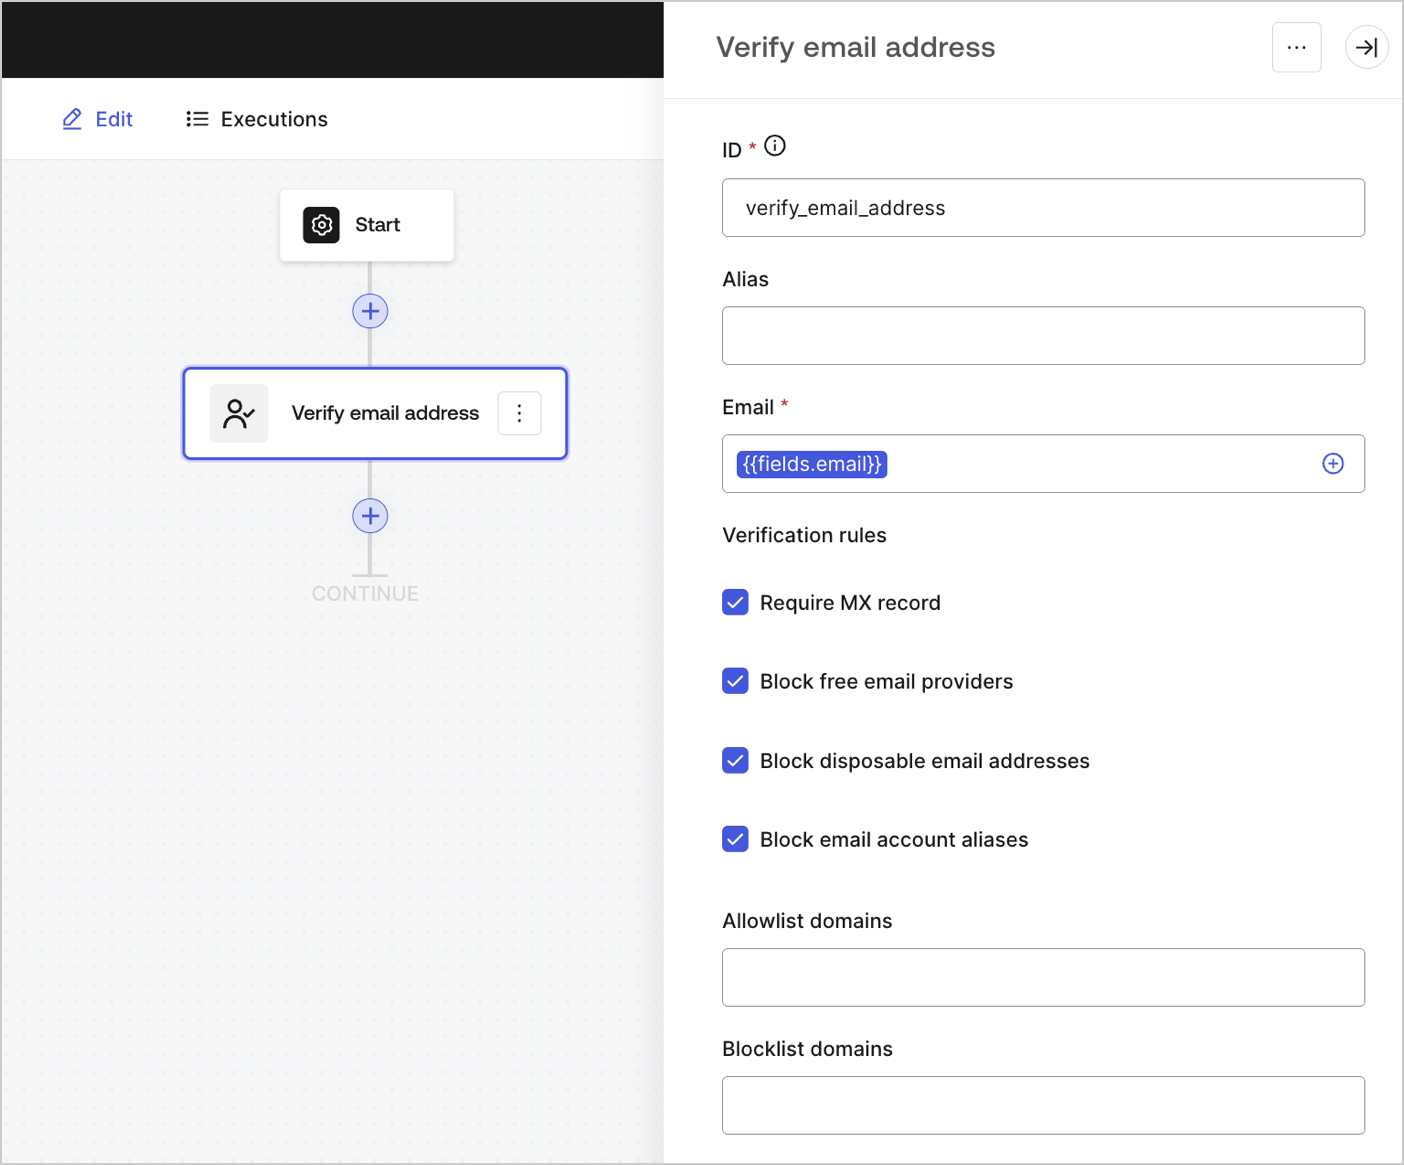 Verify email address
Edit
Executions
Start
Verify email address
CONTINUE
ID *
verify_email_address
Alias
Email *
{{fields.email}}
Verification rules
Require MX record
Block free email providers
Block disposable email addresses
Block email account aliases
Allowlist domains
Blocklist domains